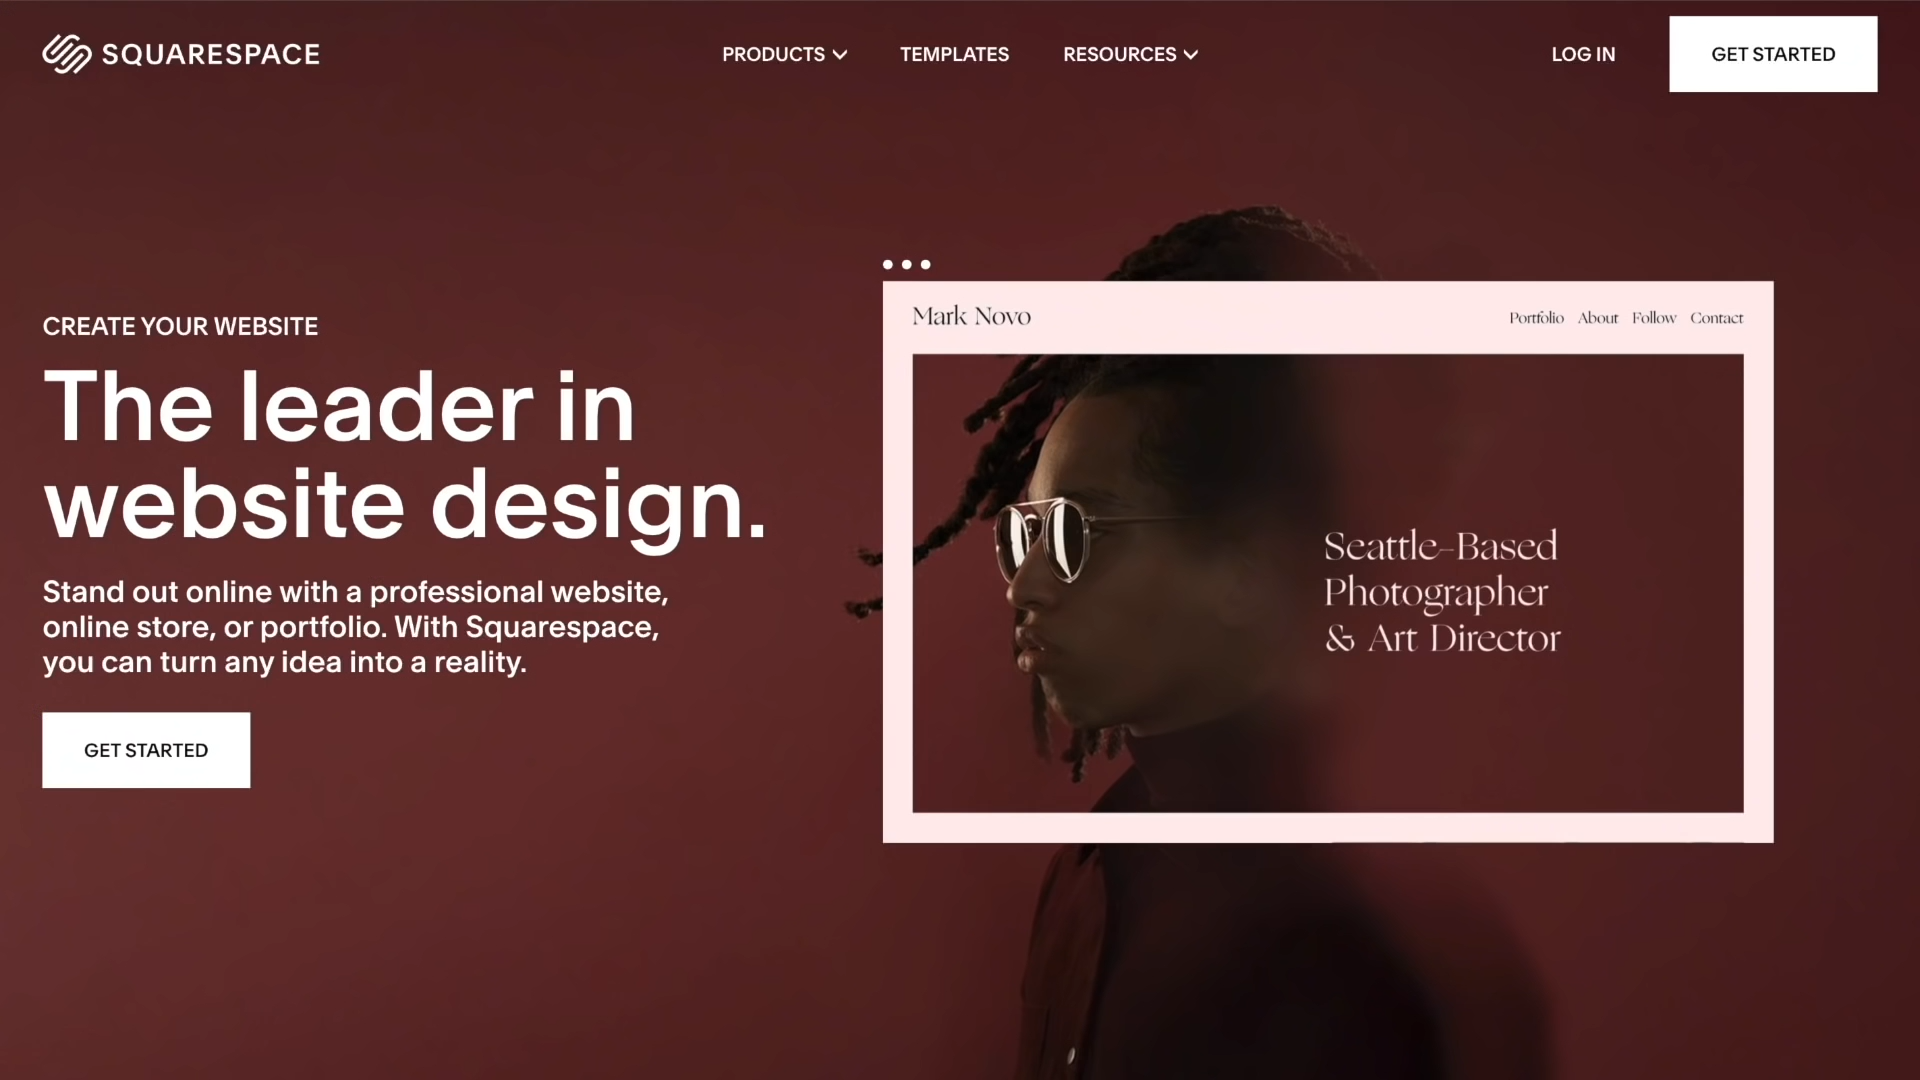 SQUARESPACE
PRODUCTS
TEMPLATES
RESOURCES
LOG IN
GET STARTED
CREATE YOUR WEBSITE
The leader in
website design.
Stand out online with a professional website,
online store, or portfolio. With Squarespace,
you can turn any idea into a reality.
GET STARTED
Mark Novo
Portfolio About Follow Contact
Seattle-Based
Photographer
& Art Director